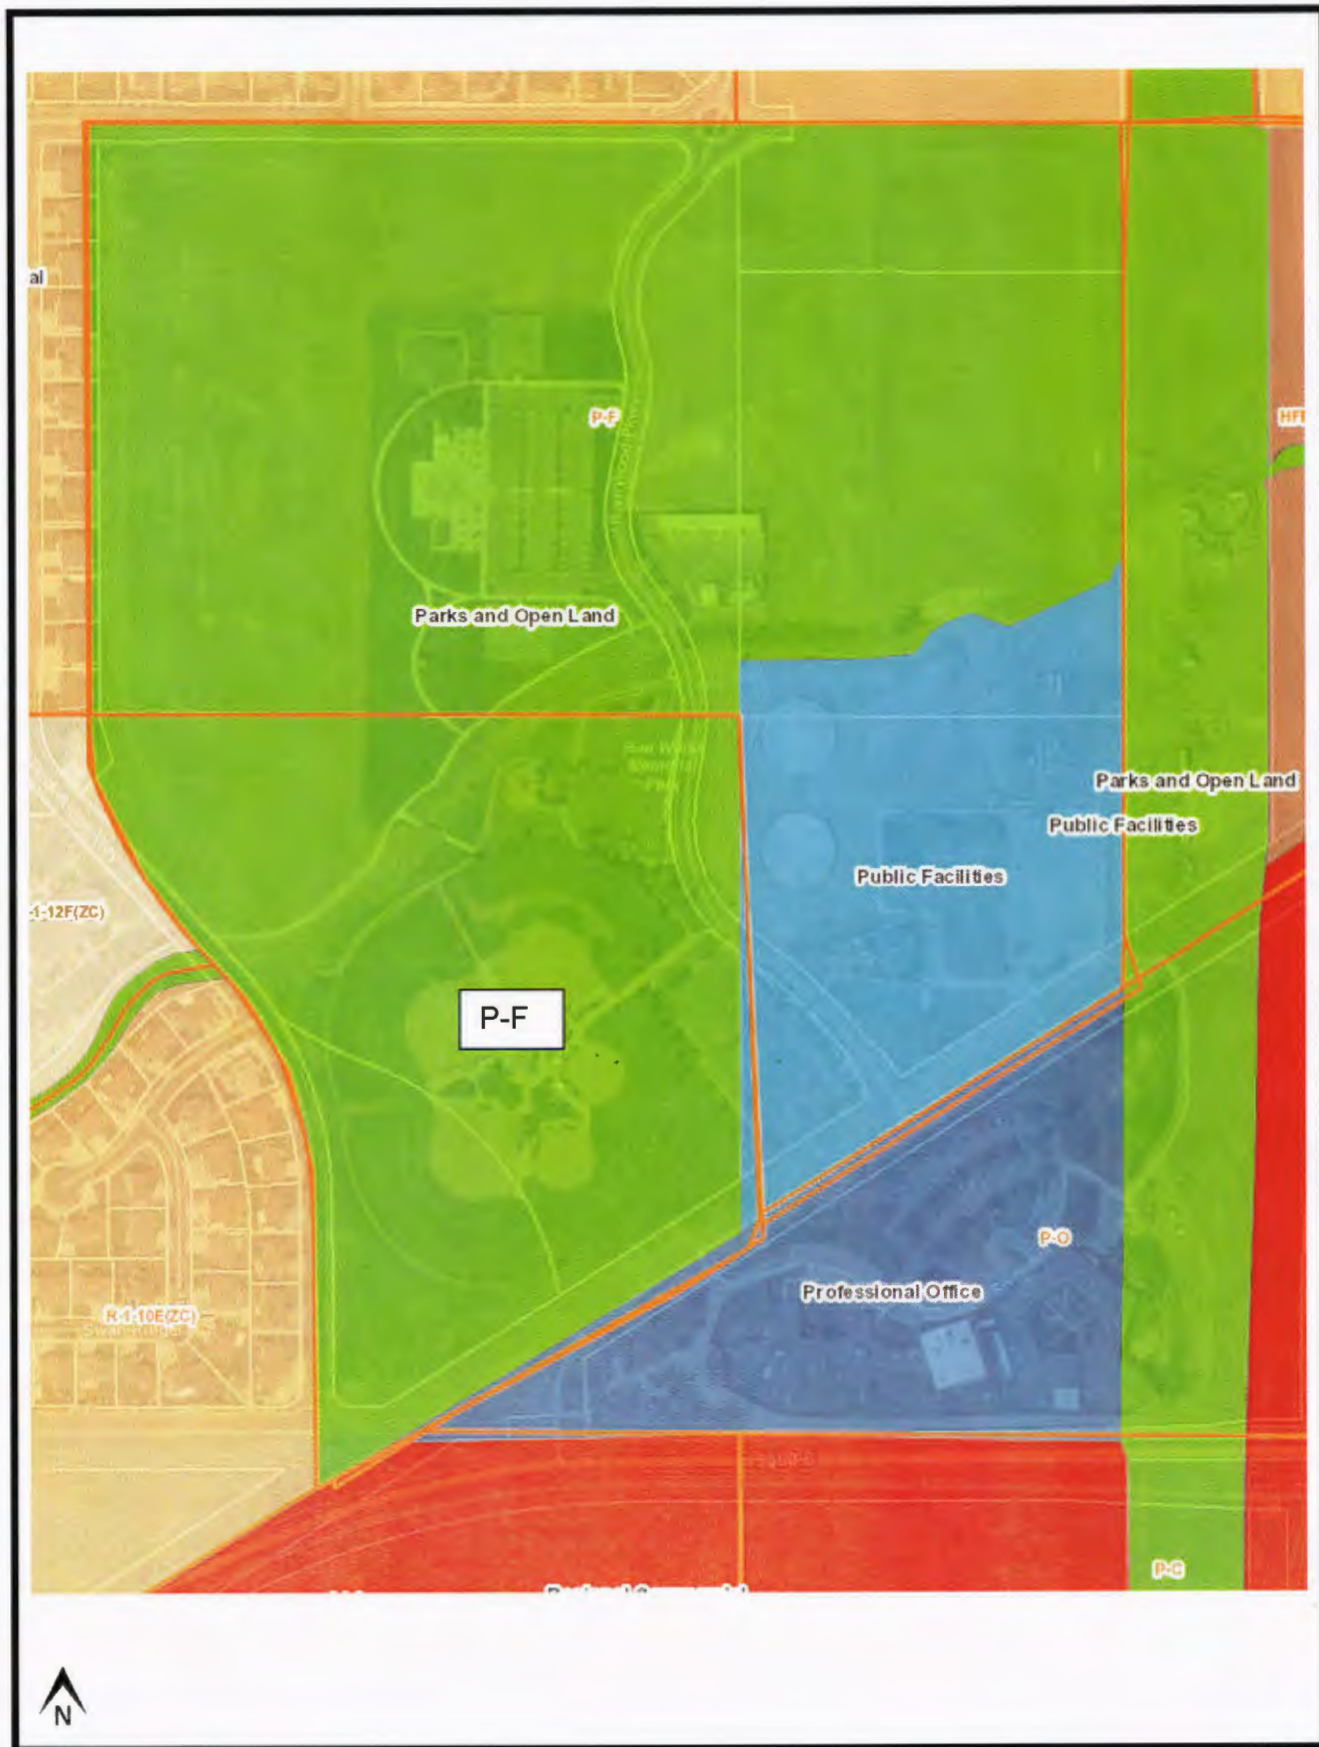 al
P-F
Parks and Open Land
Parks and Open Land
Public Facilities
Public Facilities
-1-12F(ZC)
P-F
P-O
Professional Office
R-1-10E(ZC)
P-C
N